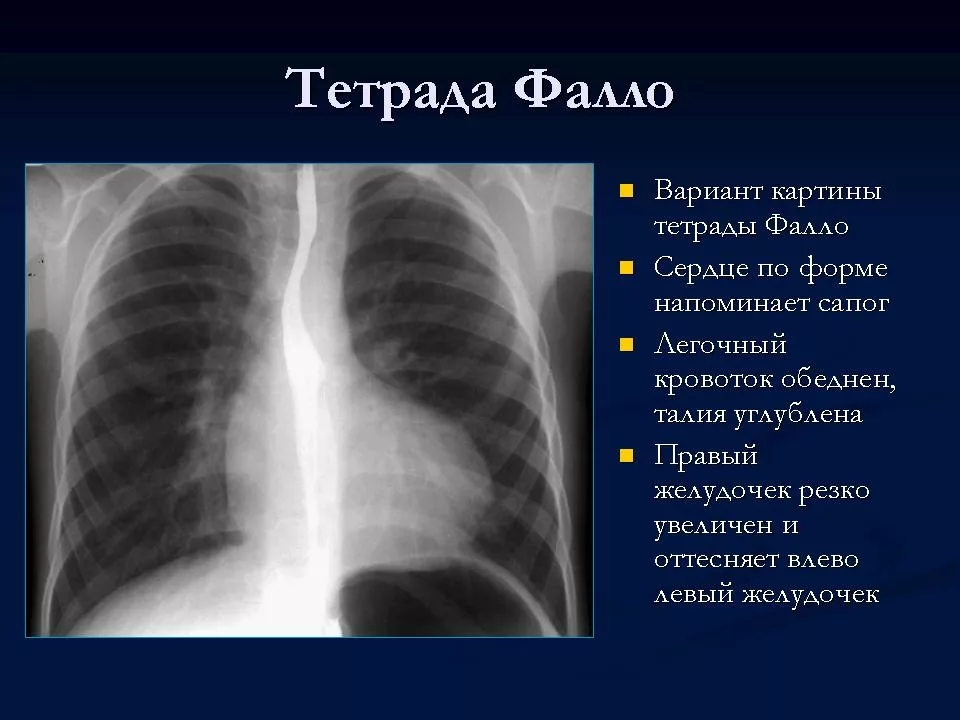 Тетрада Фалло
Вариант картины
тетрады Фалло
Сердце по форме
напоминает сапог
Легочный
кровоток обеднен,
талия углублена
Правый
желудочек резко
увеличен и
оттесняет влево
левый желудочек